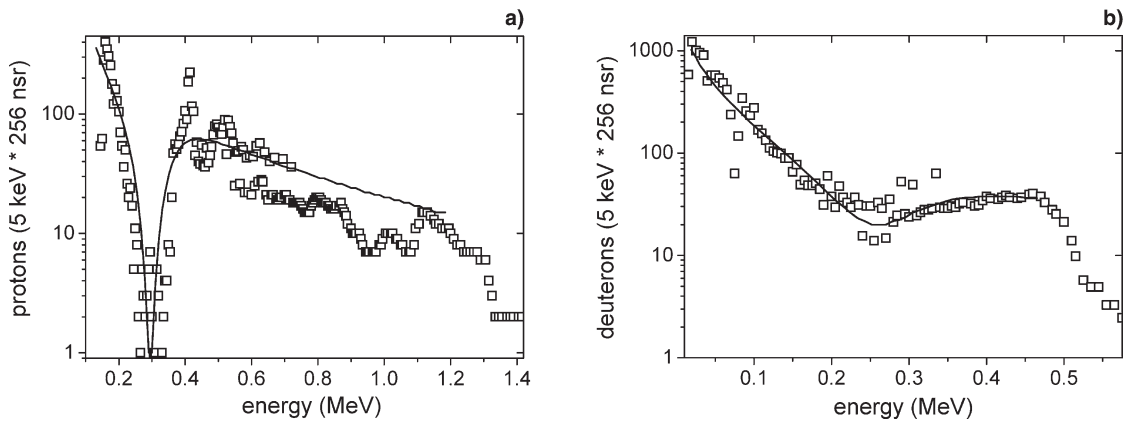 a)
protons (5 keV * 256 nsr)
100
10
1
0.2 0.4 0.6 0.8 1.0 1.2 1.4
energy (MeV)
b)
deuterons (5 keV * 256 nsr)
1000
100
10
1
0.1 0.2 0.3 0.4 0.5
energy (MeV)